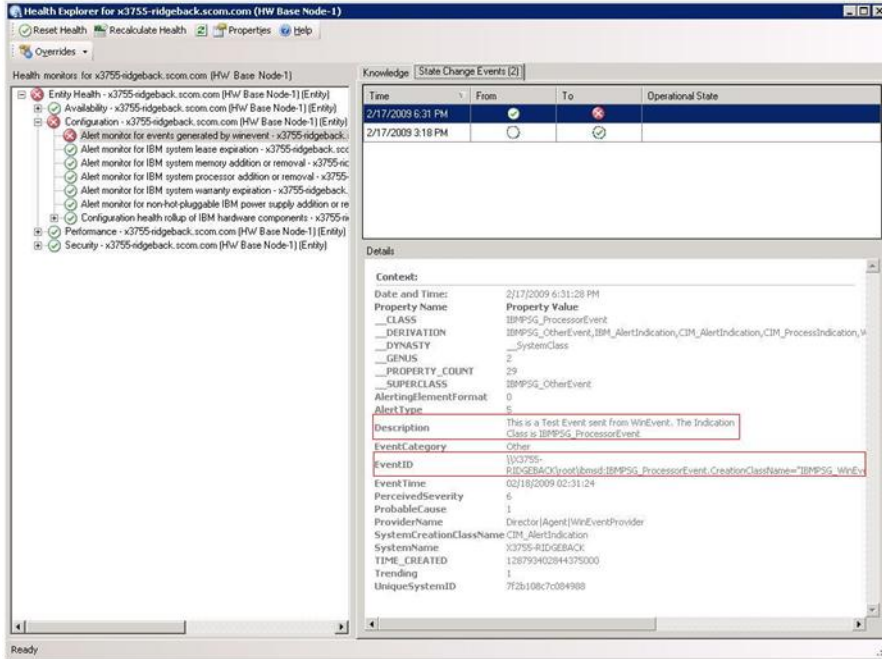 Health Explorer for x3755-ridgeback.scom.com (HW Base Node-1)
Reset Health Recalculate Health Properties Help
Overrides
Health monitors for x3755-ridgeback.scom.com (HW Base Node-1)
Entity Health - x3755-ridgeback.scom.com (HW Base Node-1) (Entity)
Availability - x3755-ridgeback.scom.com (HW Base Node-1) (Entity)
Configuration - x3755-ridgeback.scom.com (HW Base Node-1) (Entity)
Alert monitor for events generated by winevent - x3755-ridgeback.
Alert monitor for IBM system lease expiration - x3755-ridgeback.sco
Alert monitor for IBM system memory addition or removal - x3755-ric
Alert monitor for IBM system processor addition or removal - x3755-
Alert monitor for IBM system warranty expiration - x3755-ridgeback.
Alert monitor for non-hot-pluggable IBM power supply addition or re
Configuration health rollup of IBM hardware components - x3755-ri
Performance - x3755-ridgeback.scom.com (HW Base Node-1) (Entity)
Security - x3755-ridgeback.scom.com (HW Base Node-1) (Entity)
Knowledge State Change Events (2)
Time From To Operational State
2/17/2009 6:31 PM
2/17/2009 3:18 PM
Details
Context:
Date and Time: 2/17/2009 6:31:28 PM
Property Name Property Value
__CLASS IBMPSG_ProcessorEvent
__DERIVATION IBMPSG_OtherEvent,IBM_AlertIndication,CIM_AlertIndication,CIM_ProcessIndication,
__DYNASTY __SystemClass
__GENUS 2
__PROPERTY_COUNT 29
__SUPERCLASS IBMPSG_OtherEvent
AlertingElementFormat 0
AlertType 5
Description This is a Test Event sent from WinEvent. The Indication
Class is IBMPSG_ProcessorEvent
EventCategory Other
EventID \\X3755-
RIDGEBACK\root\ibmsd:IBMPSG_ProcessorEvent.CreationClassName="IBMPSG_WinEve
EventTime 02/18/2009 02:31:24
PerceivedSeverity 6
ProbableCause 1
ProviderName Director|Agent|WinEventProvider
SystemCreationClassName CIM_AlertIndication
SystemName X3755-RIDGEBACK
TIME_CREATED 128793402844375000
Trending 1
UniqueSystemID 7f2b108c7c084988
Ready